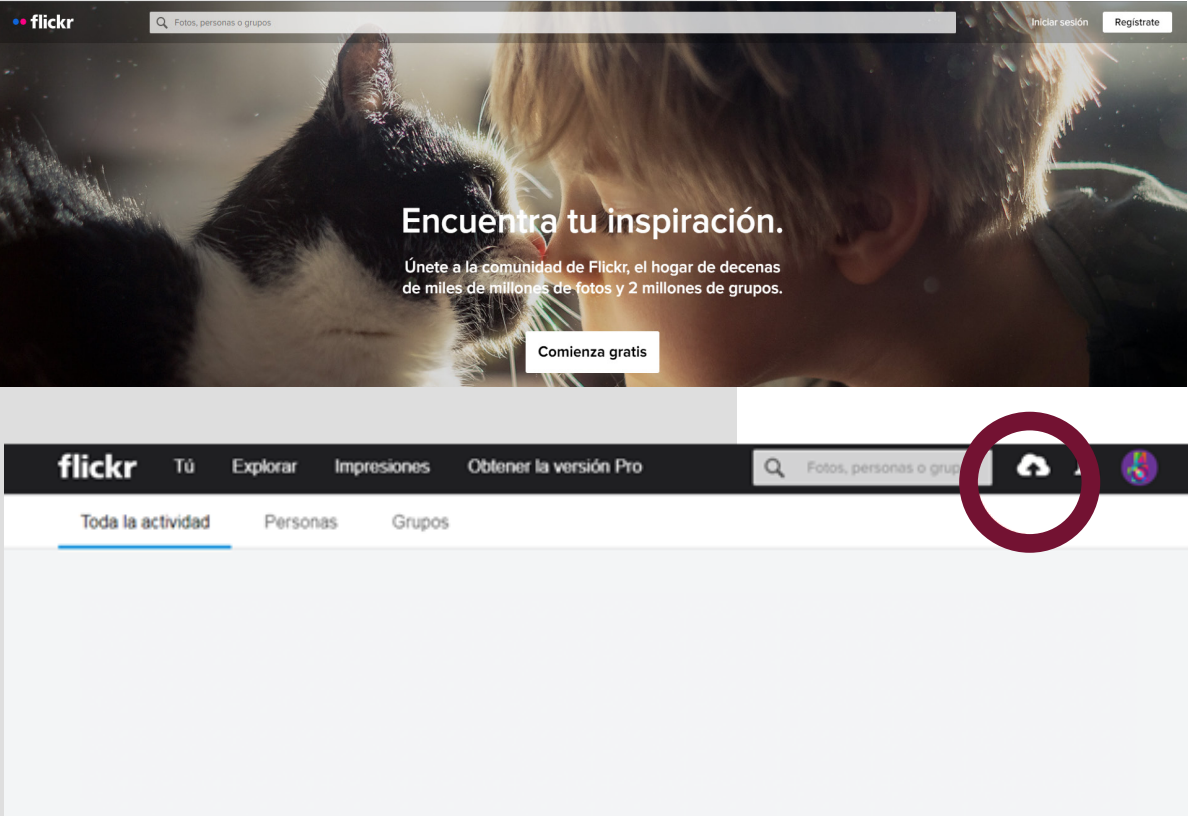 flickr
Fotos, personas o grupos
Iniciar sesión
Regístrate
Encuentra tu inspiración.
Únete a la comunidad de Flickr, el hogar de decenas
de miles de millones de fotos y 2 millones de grupos.
Comienza gratis
flickr Tú Explorar Impresiones Obtener la versión Pro
Fotos, personas o grup
Toda la actividad Personas Grupos